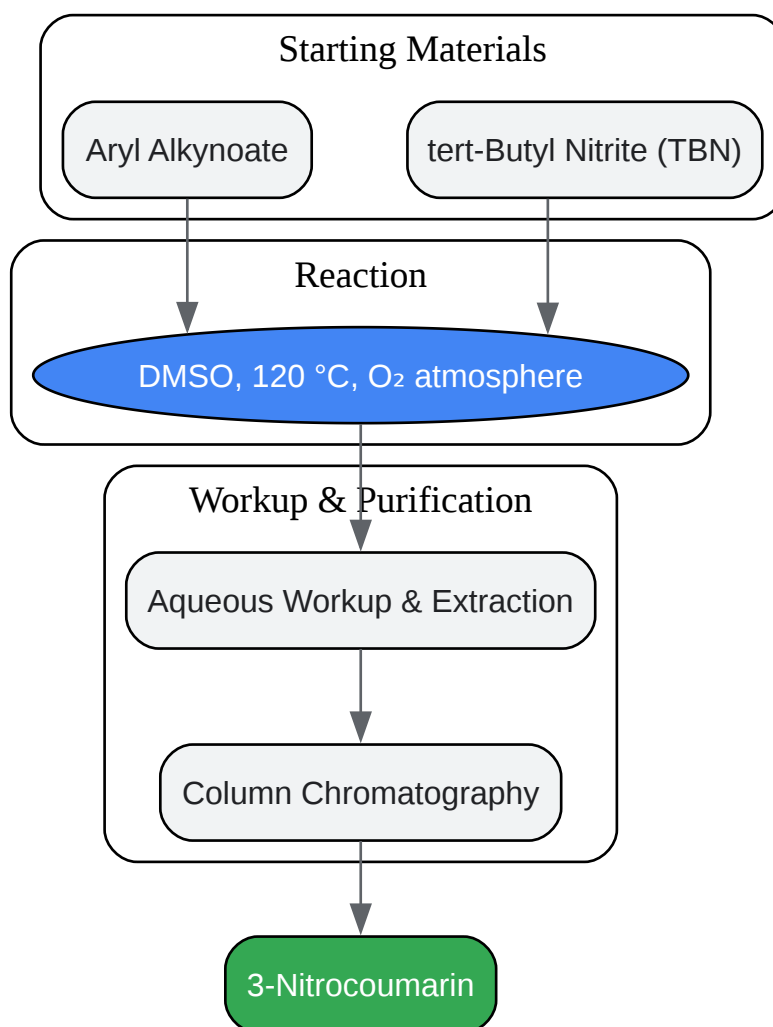 Starting Materials
Aryl Alkynoate
tert-Butyl Nitrite (TBN)
Reaction
DMSO, 120 °C, O₂ atmosphere
Workup & Purification
Aqueous Workup & Extraction
Column Chromatography
3-Nitrocoumarin